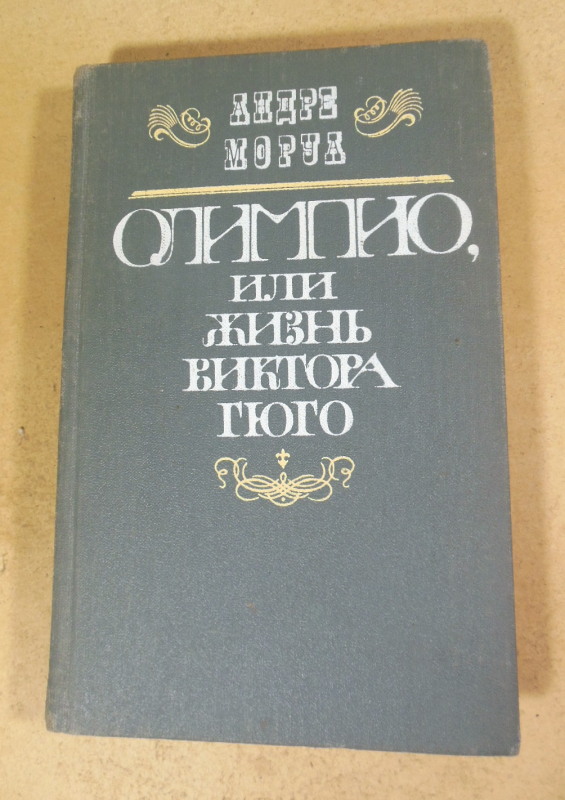 АНДРЕ
МОРУА
ОЛИМПИО,
ИЛИ
ЖИЗНЬ
ВИКТОРА
ГЮГО